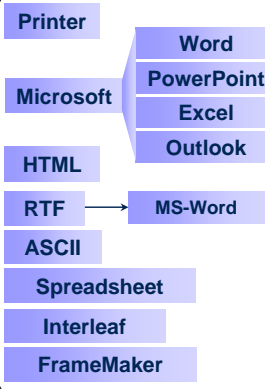 Printer
Word
PowerPoint
Microsoft
Excel
Outlook
HTML
RTF
MS-Word
ASCII
Spreadsheet
Interleaf
FrameMaker